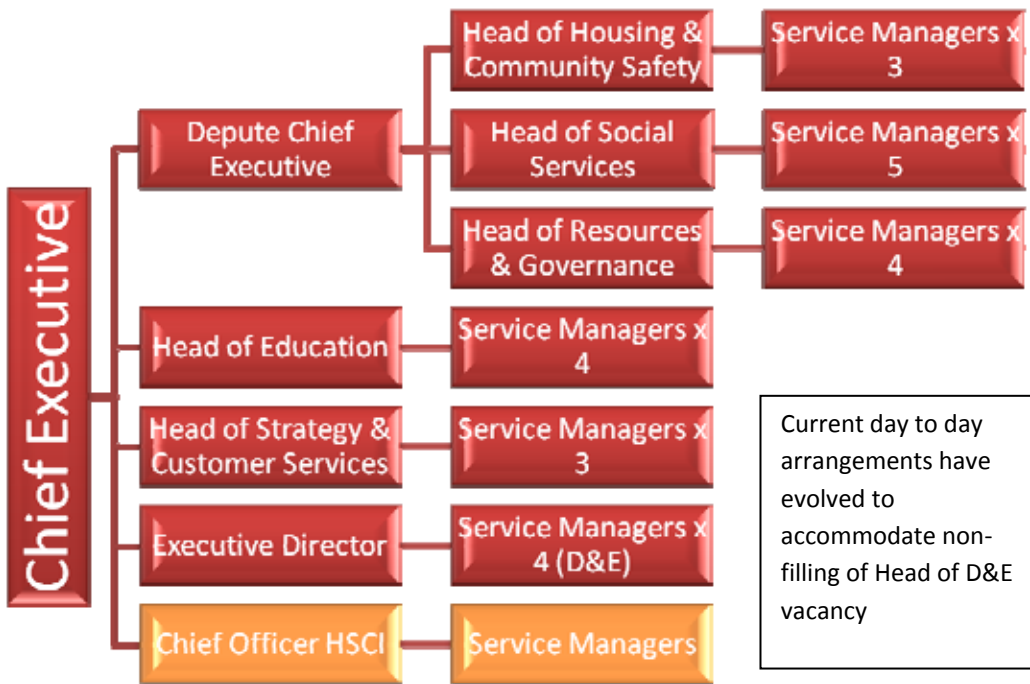 Chief Executive
Depute Chief
Executive
Head of Housing &
Community Safety
Service Managers x
3
Head of Social
Services
Service Managers x
5
Head of Resources
& Governance
Service Managers x
4
Head of Education
Service Managers x
4
Head of Strategy &
Customer Services
Service Managers x
3
Executive Director
Service Managers x
4 (D&E)
Chief Officer HSCI
Service Managers
Current day to day
arrangements have
evolved to
accommodate non-
filling of Head of D&E
vacancy